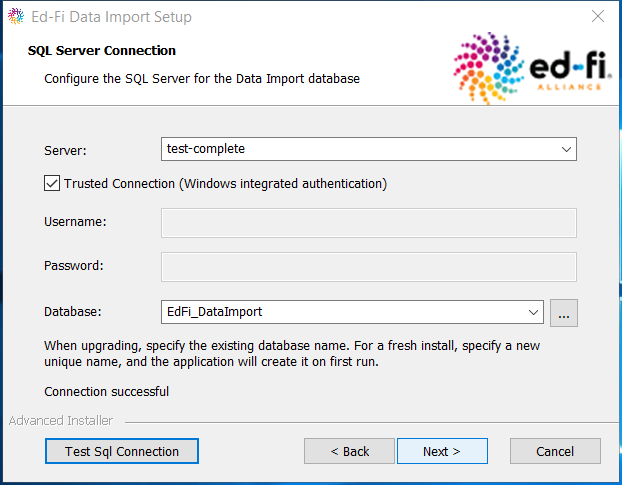 Ed-Fi Data Import Setup
SQL Server Connection
Configure the SQL Server for the Data Import database
ed-fi®
ALLIANCE
Server:
test-complete
Trusted Connection (Windows integrated authentication)
Username:
Password:
Database:
EdFi_DataImport
...
When upgrading, specify the existing database name. For a fresh install, specify a new
unique name, and the application will create it on first run.
Connection successful
Advanced Installer
Test Sql Connection
< Back
Next >
Cancel